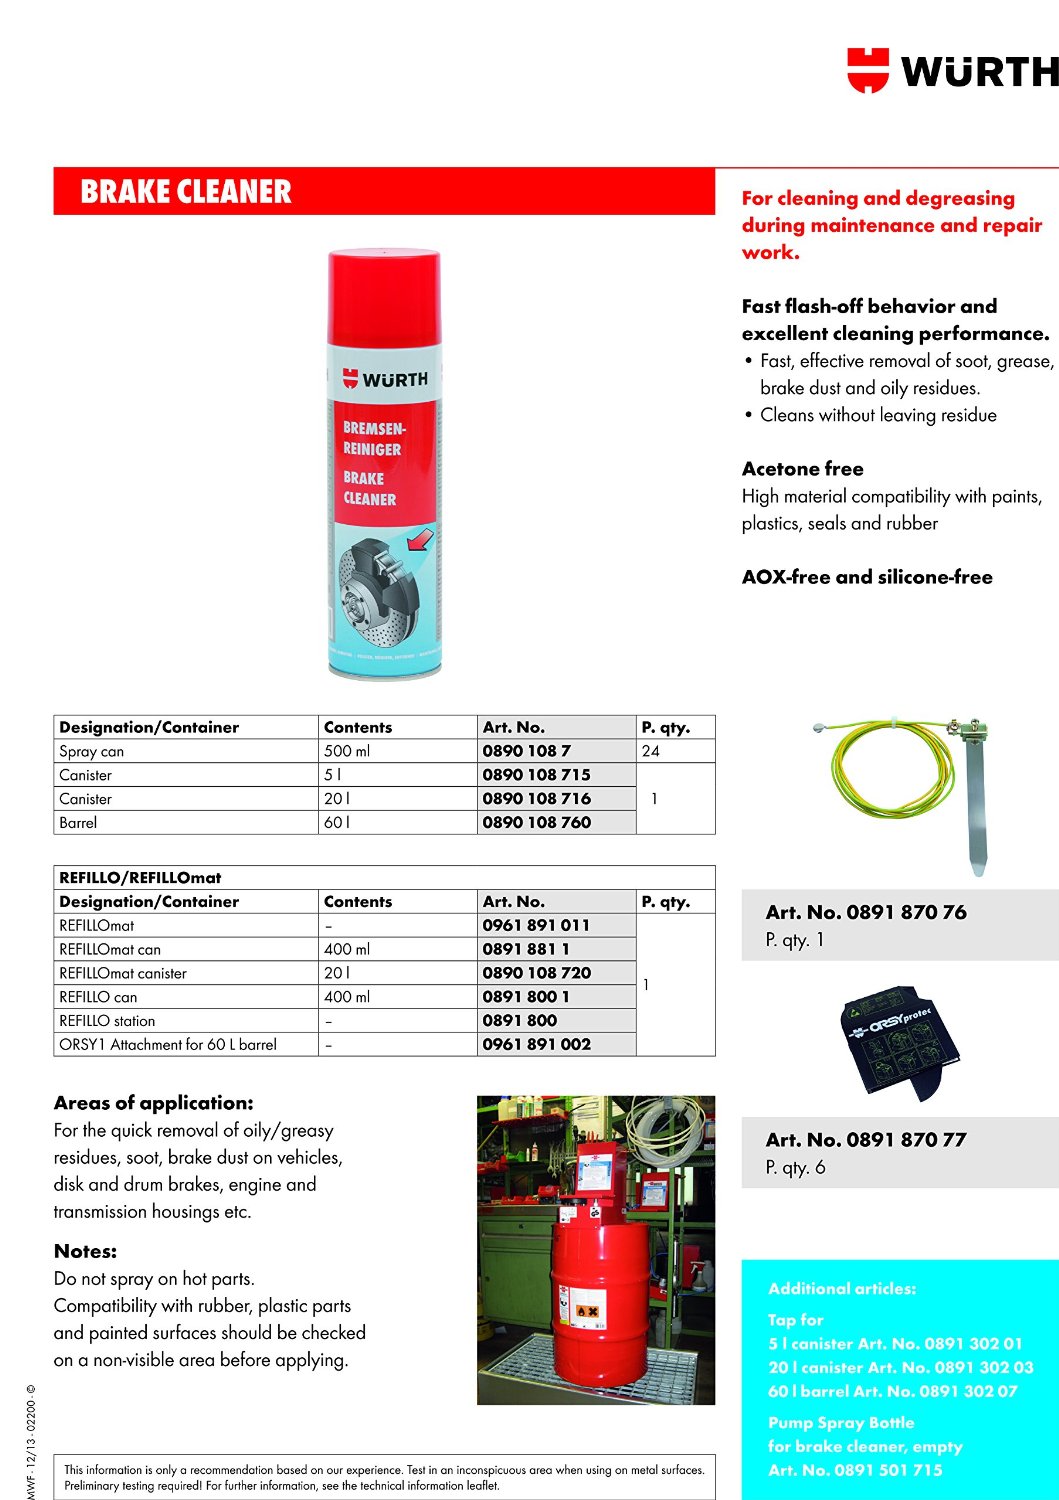 WÜRTH
BRAKE CLEANER
For cleaning and degreasing
during maintenance and repair
work.
Fast flash-off behavior and
excellent cleaning performance.
• Fast, effective removal of soot, grease,
brake dust and oily residues.
• Cleans without leaving residue
Acetone free
High material compatibility with paints,
plastics, seals and rubber
AOX-free and silicone-free
WÜRTH
BREMSEN-
REINIGER
BRAKE
CLEANER
Designation/Container Contents Art. No. P. qty.
Spray can 500 ml 0890 108 7 24
Canister 5 l 0890 108 715
Canister 20 l 0890 108 716 1
Barrel 60 l 0890 108 760
REFILLO/REFILLOmat
Designation/Container Contents Art. No. P. qty.
REFILLOmat – 0961 891 011
REFILLOmat can 400 ml 0891 881 1
REFILLOmat canister 20 l 0890 108 720
REFILLO can 400 ml 0891 800 1 1
REFILLO station – 0891 800
ORSY1 Attachment for 60 L barrel – 0961 891 002
Art. No. 0891 870 76
P. qty. 1
ORSYprotec
Art. No. 0891 870 77
P. qty. 6
Areas of application:
For the quick removal of oily/greasy
residues, soot, brake dust on vehicles,
disk and drum brakes, engine and
transmission housings etc.
Notes:
Do not spray on hot parts.
Compatibility with rubber, plastic parts
and painted surfaces should be checked
on a non-visible area before applying.
Additional articles:
Tap for
5 l canister Art. No. 0891 302 01
20 l canister Art. No. 0891 302 03
60 l barrel Art. No. 0891 302 07
Pump Spray Bottle
for brake cleaner, empty
Art. No. 0891 501 715
This information is only a recommendation based on our experience. Test in an inconspicuous area when using on metal surfaces.
Preliminary testing required! For further information, see the technical information leaflet.
MWF - 12/13 - 02200 - ©